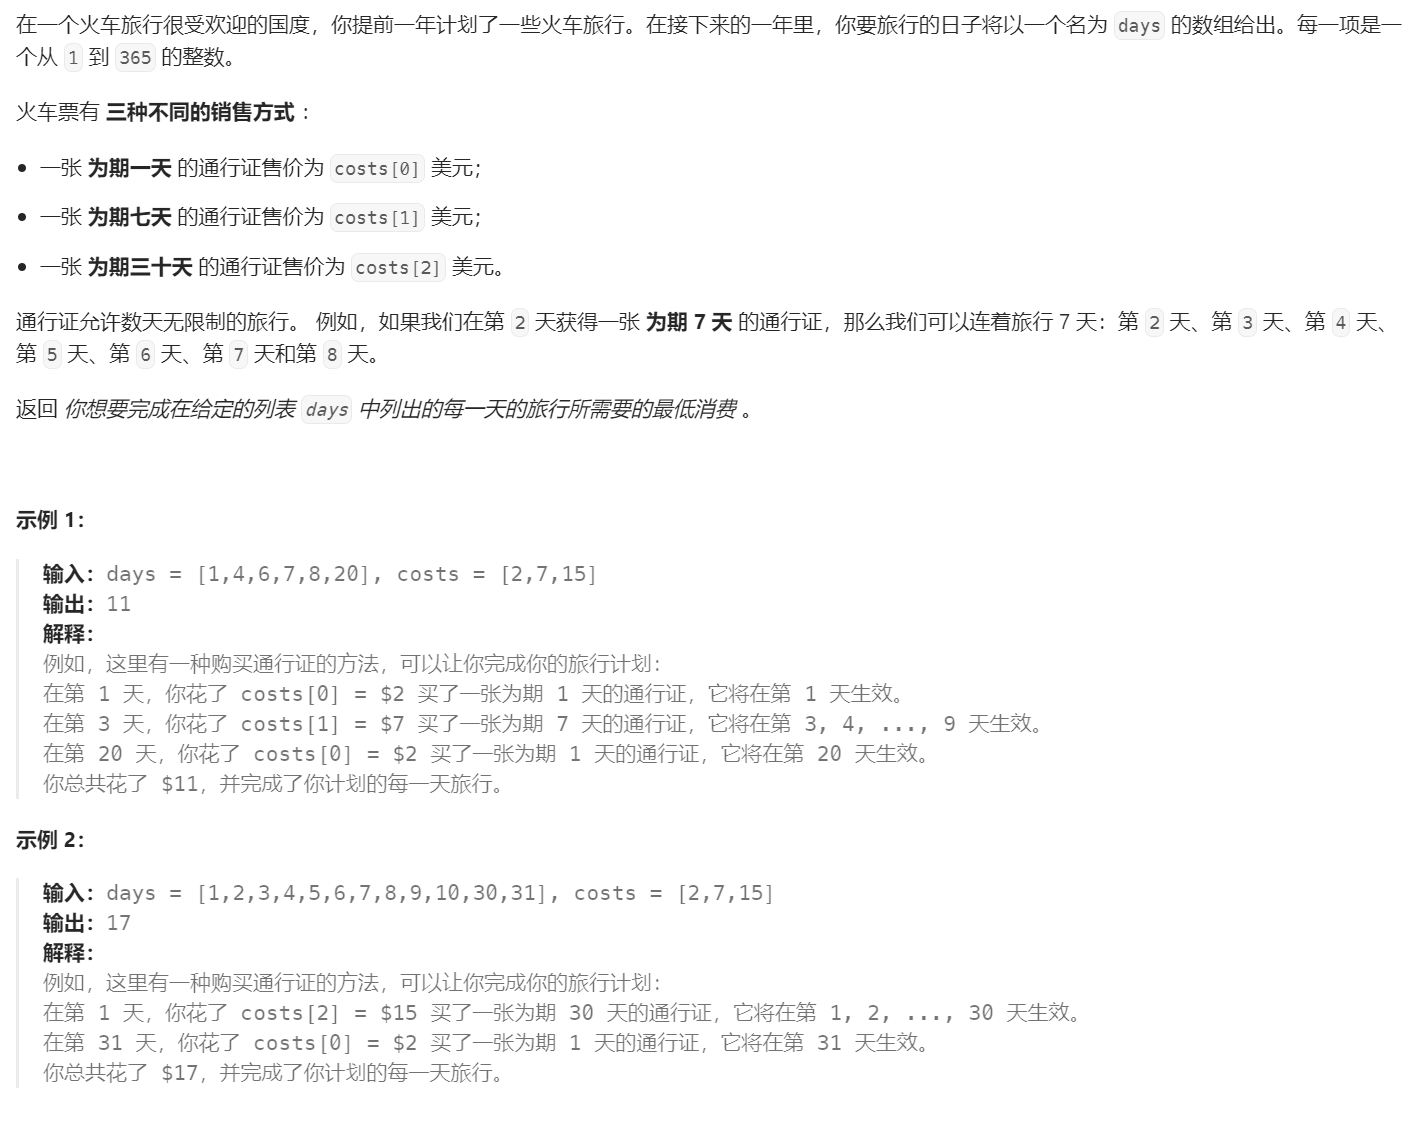 在一个火车旅行很受欢迎的国度，你提前一年计划了一些火车旅行。在接下来的一年里，你要旅行的日子将以一个名为 days 的数组给出。每一项是一
个从 1 到 365 的整数。
火车票有 三种不同的销售方式 ：
• 一张 为期一天 的通行证售价为 costs[0] 美元；
• 一张 为期七天 的通行证售价为 costs[1] 美元；
• 一张 为期三十天 的通行证售价为 costs[2] 美元。
通行证允许数天无限制的旅行。 例如，如果我们在第 2 天获得一张 为期 7 天 的通行证，那么我们可以连着旅行 7 天：第 2 天、第 3 天、第 4 天、
第 5 天、第 6 天、第 7 天和第 8 天。
返回 你想要完成在给定的列表 days 中列出的每一天的旅行所需要的最低消费 。
示例 1：
输入：days = [1,4,6,7,8,20], costs = [2,7,15]
输出：11
解释：
例如，这里有一种购买通行证的方法，可以让你完成你的旅行计划：
在第 1 天，你花了 costs[0] = $2 买了一张为期 1 天的通行证，它将在第 1 天生效。
在第 3 天，你花了 costs[1] = $7 买了一张为期 7 天的通行证，它将在第 3, 4, ..., 9 天生效。
在第 20 天，你花了 costs[0] = $2 买了一张为期 1 天的通行证，它将在第 20 天生效。
你总共花了 $11，并完成了你计划的每一天旅行。
示例 2：
输入：days = [1,2,3,4,5,6,7,8,9,10,30,31], costs = [2,7,15]
输出：17
解释：
例如，这里有一种购买通行证的方法，可以让你完成你的旅行计划：
在第 1 天，你花了 costs[2] = $15 买了一张为期 30 天的通行证，它将在第 1, 2, ..., 30 天生效。
在第 31 天，你花了 costs[0] = $2 买了一张为期 1 天的通行证，它将在第 31 天生效。
你总共花了 $17，并完成了你计划的每一天旅行。